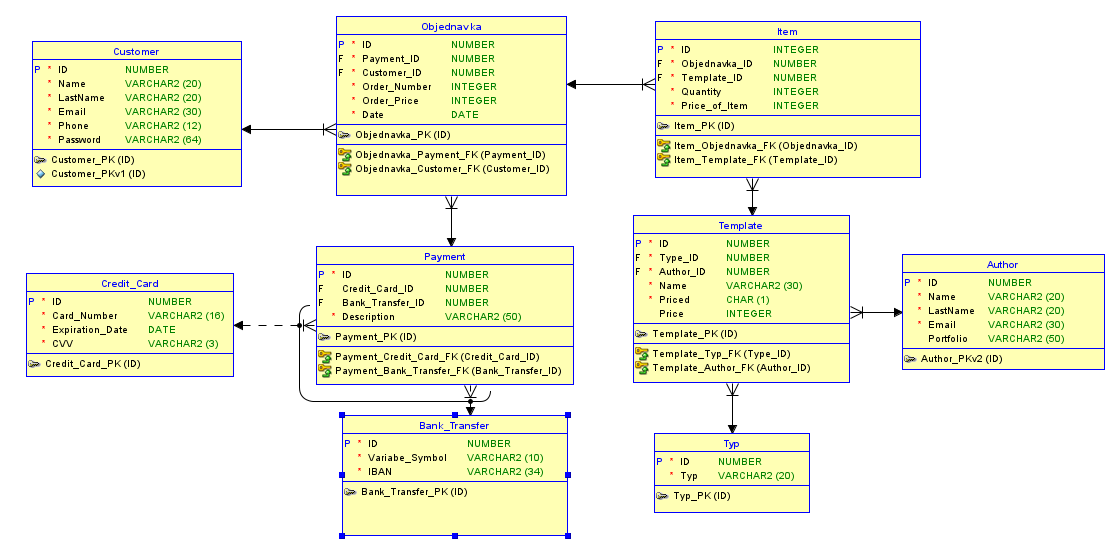 Customer
P * ID NUMBER
* Name VARCHAR2 (20)
* LastName VARCHAR2 (20)
* Email VARCHAR2 (30)
* Phone VARCHAR2 (12)
* Password VARCHAR2 (64)
Customer_PK (ID)
Customer_PKv1 (ID)
Objednavka
P * ID NUMBER
F * Payment_ID NUMBER
F * Customer_ID NUMBER
* Order_Number INTEGER
* Order_Price INTEGER
* Date DATE
Objednavka_PK (ID)
Objednavka_Payment_FK (Payment_ID)
Objednavka_Customer_FK (Customer_ID)
Item
P * ID INTEGER
F * Objednavka_ID NUMBER
F * Template_ID NUMBER
* Quantity INTEGER
* Price_of_Item INTEGER
Item_PK (ID)
Item_Objednavka_FK (Objednavka_ID)
Item_Template_FK (Template_ID)
Credit_Card
P * ID NUMBER
* Card_Number VARCHAR2 (16)
* Expiration_Date DATE
* CVV VARCHAR2 (3)
Credit_Card_PK (ID)
Payment
P * ID NUMBER
F Credit_Card_ID NUMBER
F Bank_Transfer_ID NUMBER
* Description VARCHAR2 (50)
Payment_PK (ID)
Payment_Credit_Card_FK (Credit_Card_ID)
Payment_Bank_Transfer_FK (Bank_Transfer_ID)
Template
P * ID NUMBER
F * Type_ID NUMBER
F * Author_ID NUMBER
* Name VARCHAR2 (30)
* Priced CHAR (1)
Price INTEGER
Template_PK (ID)
Template_Typ_FK (Type_ID)
Template_Author_FK (Author_ID)
Author
P * ID NUMBER
* Name VARCHAR2 (20)
* LastName VARCHAR2 (20)
* Email VARCHAR2 (30)
Portfolio VARCHAR2 (50)
Author_PKv2 (ID)
Bank_Transfer
P * ID NUMBER
* Variabe_Symbol VARCHAR2 (10)
* IBAN VARCHAR2 (34)
Bank_Transfer_PK (ID)
Typ
P * ID NUMBER
* Typ VARCHAR2 (20)
Typ_PK (ID)